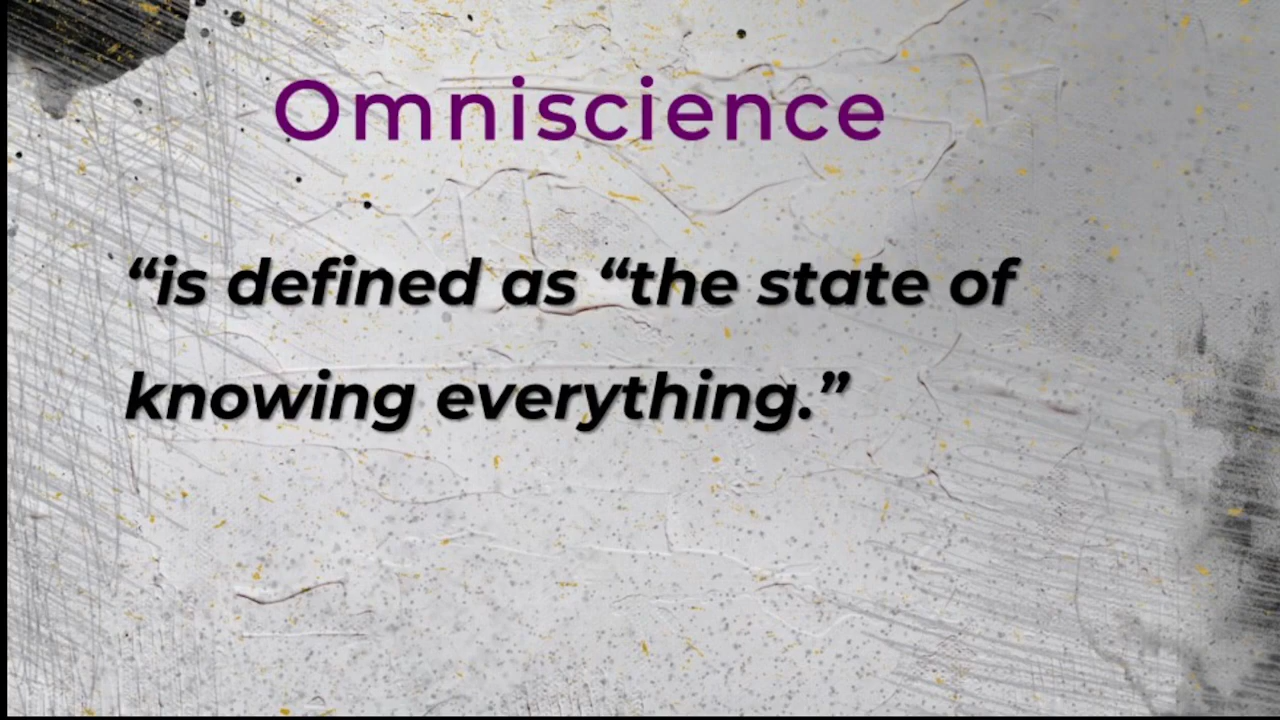 Omniscience
“is defined as “the state of
knowing everything.”